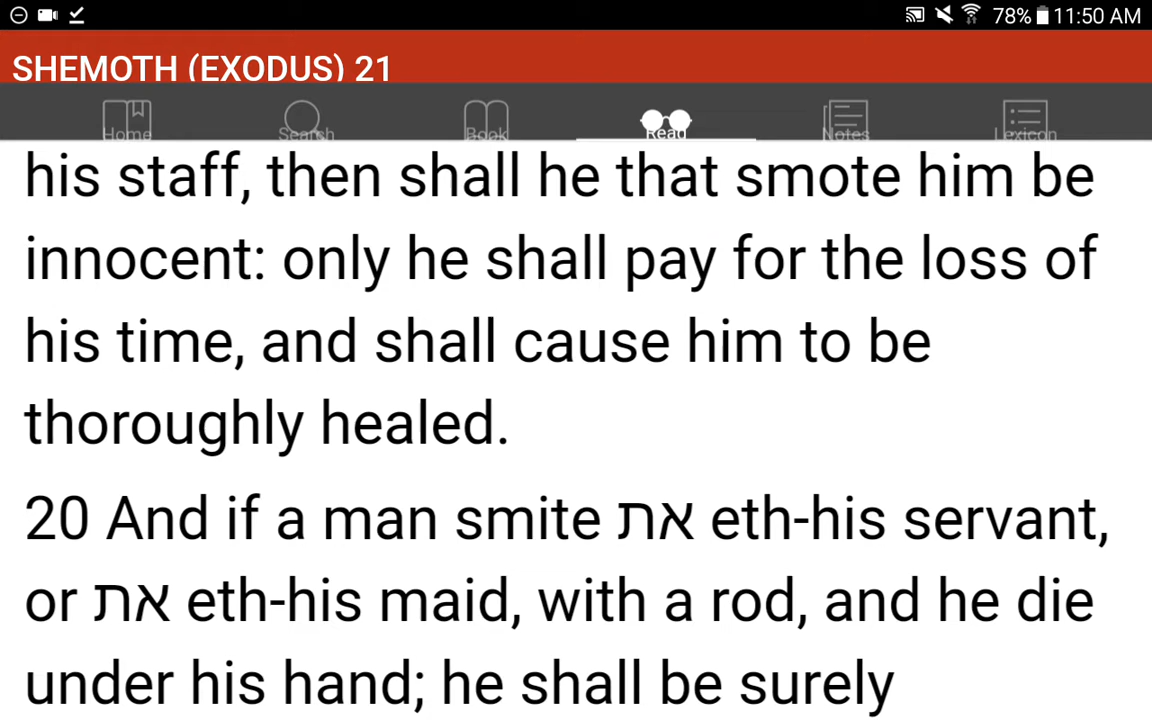 78% 11:50 AM
SHEMOTH (EXODUS) 21
Home Search Book Read Notes Lexicon
his staff, then shall he that smote him be
innocent: only he shall pay for the loss of
his time, and shall cause him to be
thoroughly healed.
20 And if a man smite את eth-his servant,
or את eth-his maid, with a rod, and he die
under his hand; he shall be surely